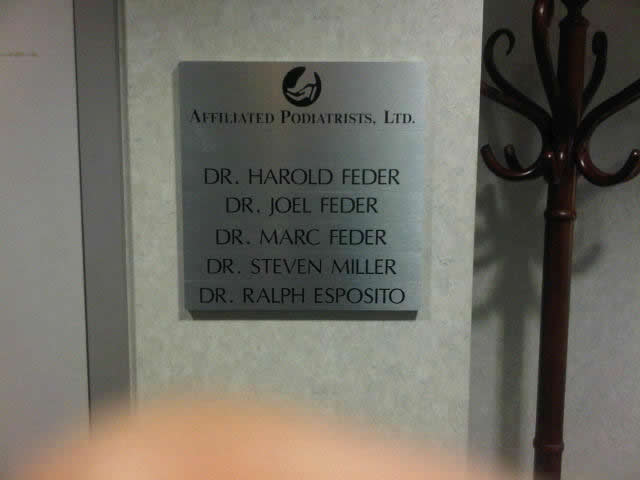 AFFILIATED PODIATRISTS, LTD.
DR. HAROLD FEDER
DR. JOEL FEDER
DR. MARC FEDER
DR. STEVEN MILLER
DR. RALPH ESPOSITO